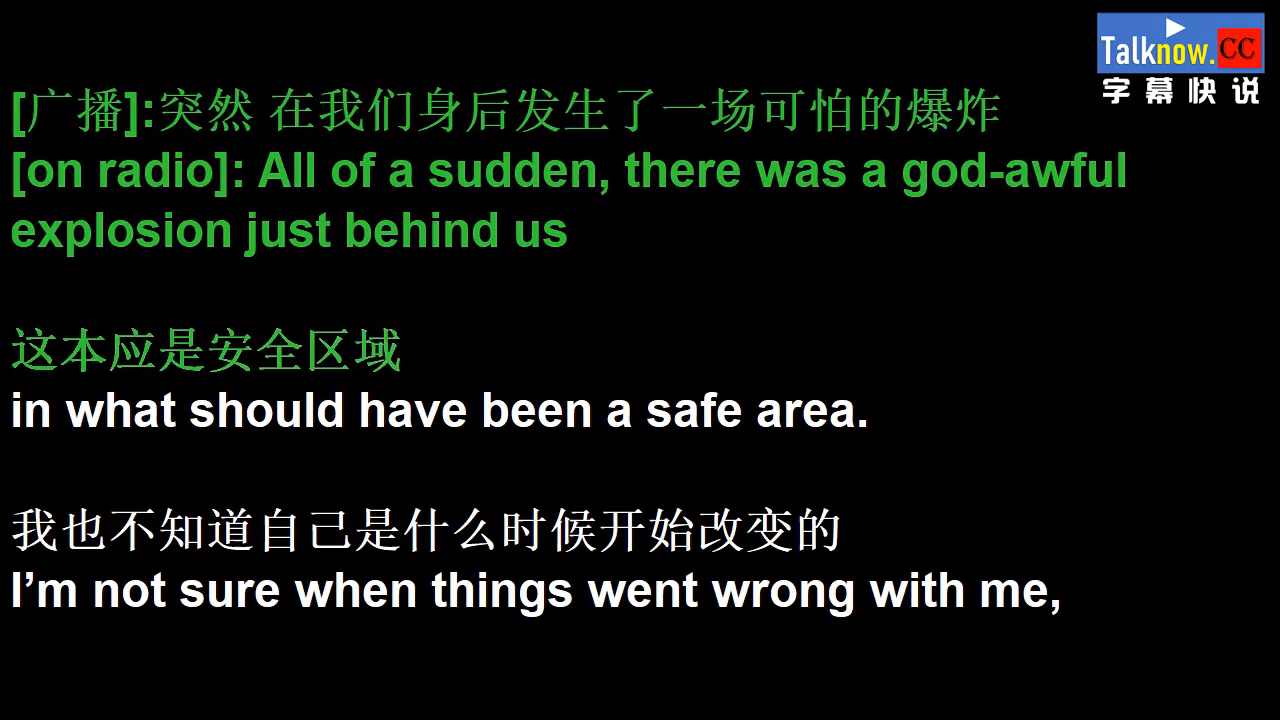 Talknow.CC
字幕快说
[广播]:突然 在我们身后发生了一场可怕的爆炸
[on radio]: All of a sudden, there was a god-awful
explosion just behind us
这本应是安全区域
in what should have been a safe area.
我也不知道自己是什么时候开始改变的
I’m not sure when things went wrong with me,